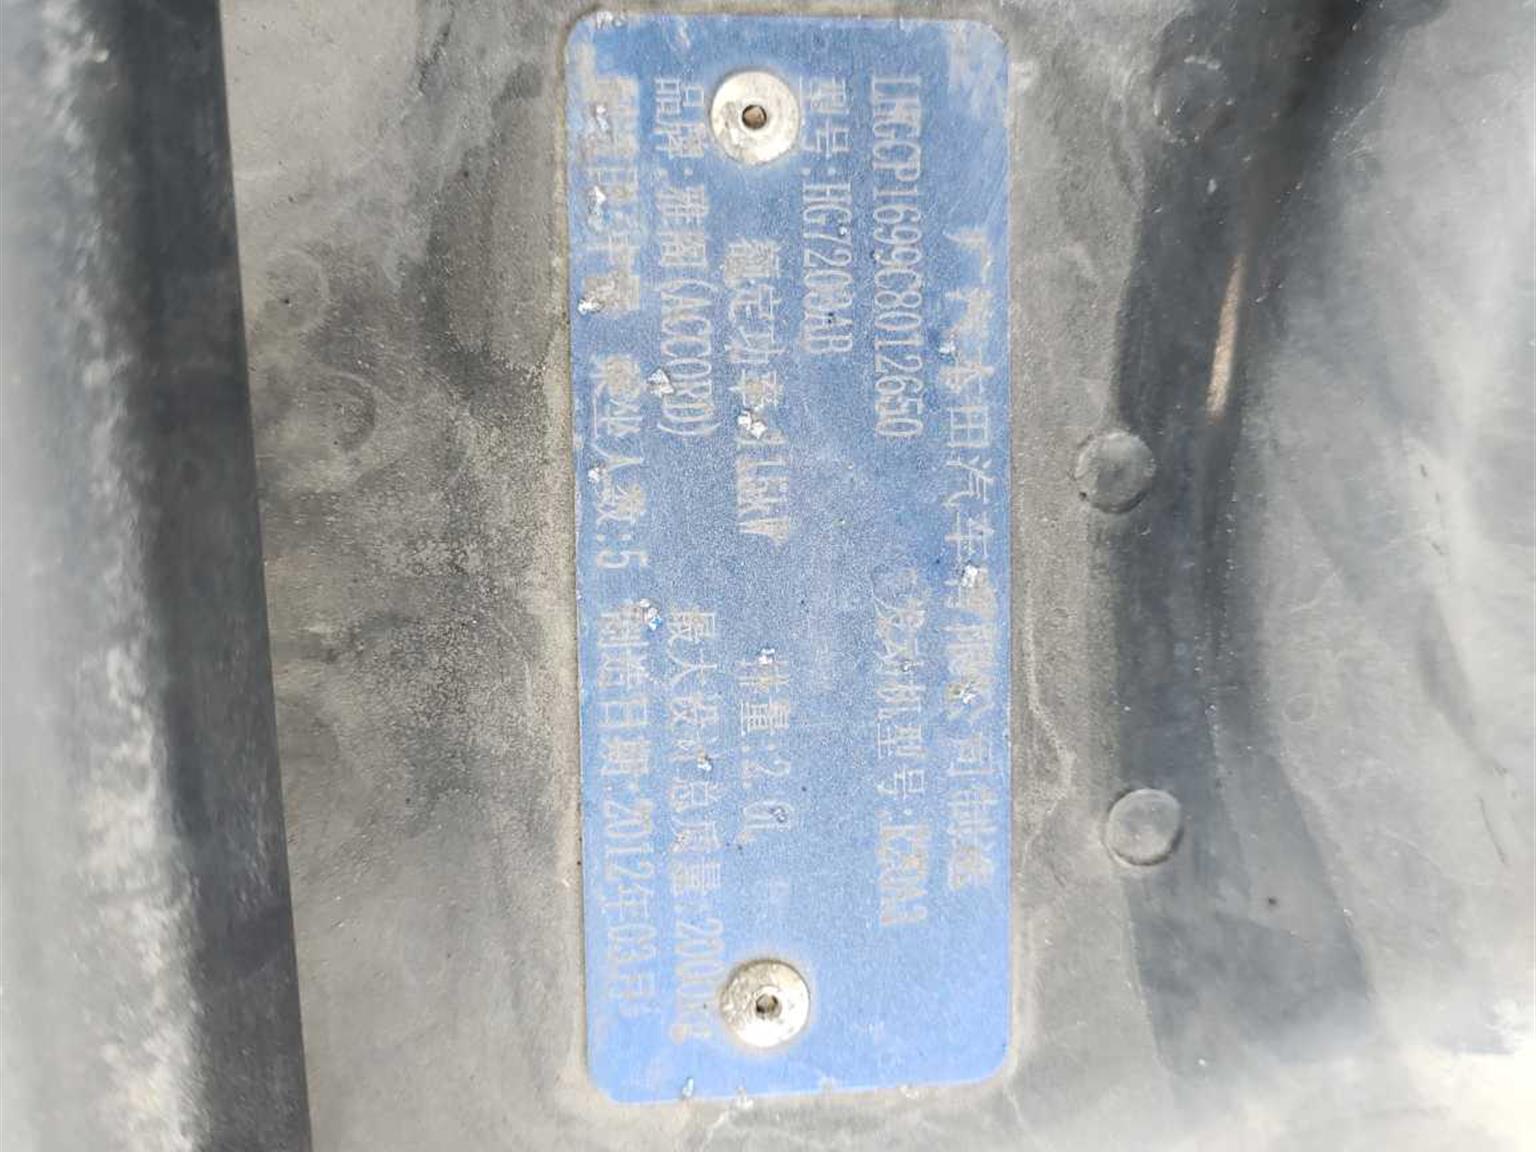 广汽本田汽车有限公司制造
LHGCP1699C8012650 发动机型号:R20A3
型号:HG7203AB
额定功率:115kW 排量:2.0L
品牌:雅阁(ACCORD) 最大设计总质量:2000kg
乘坐人数:5 制造日期:2012年03月